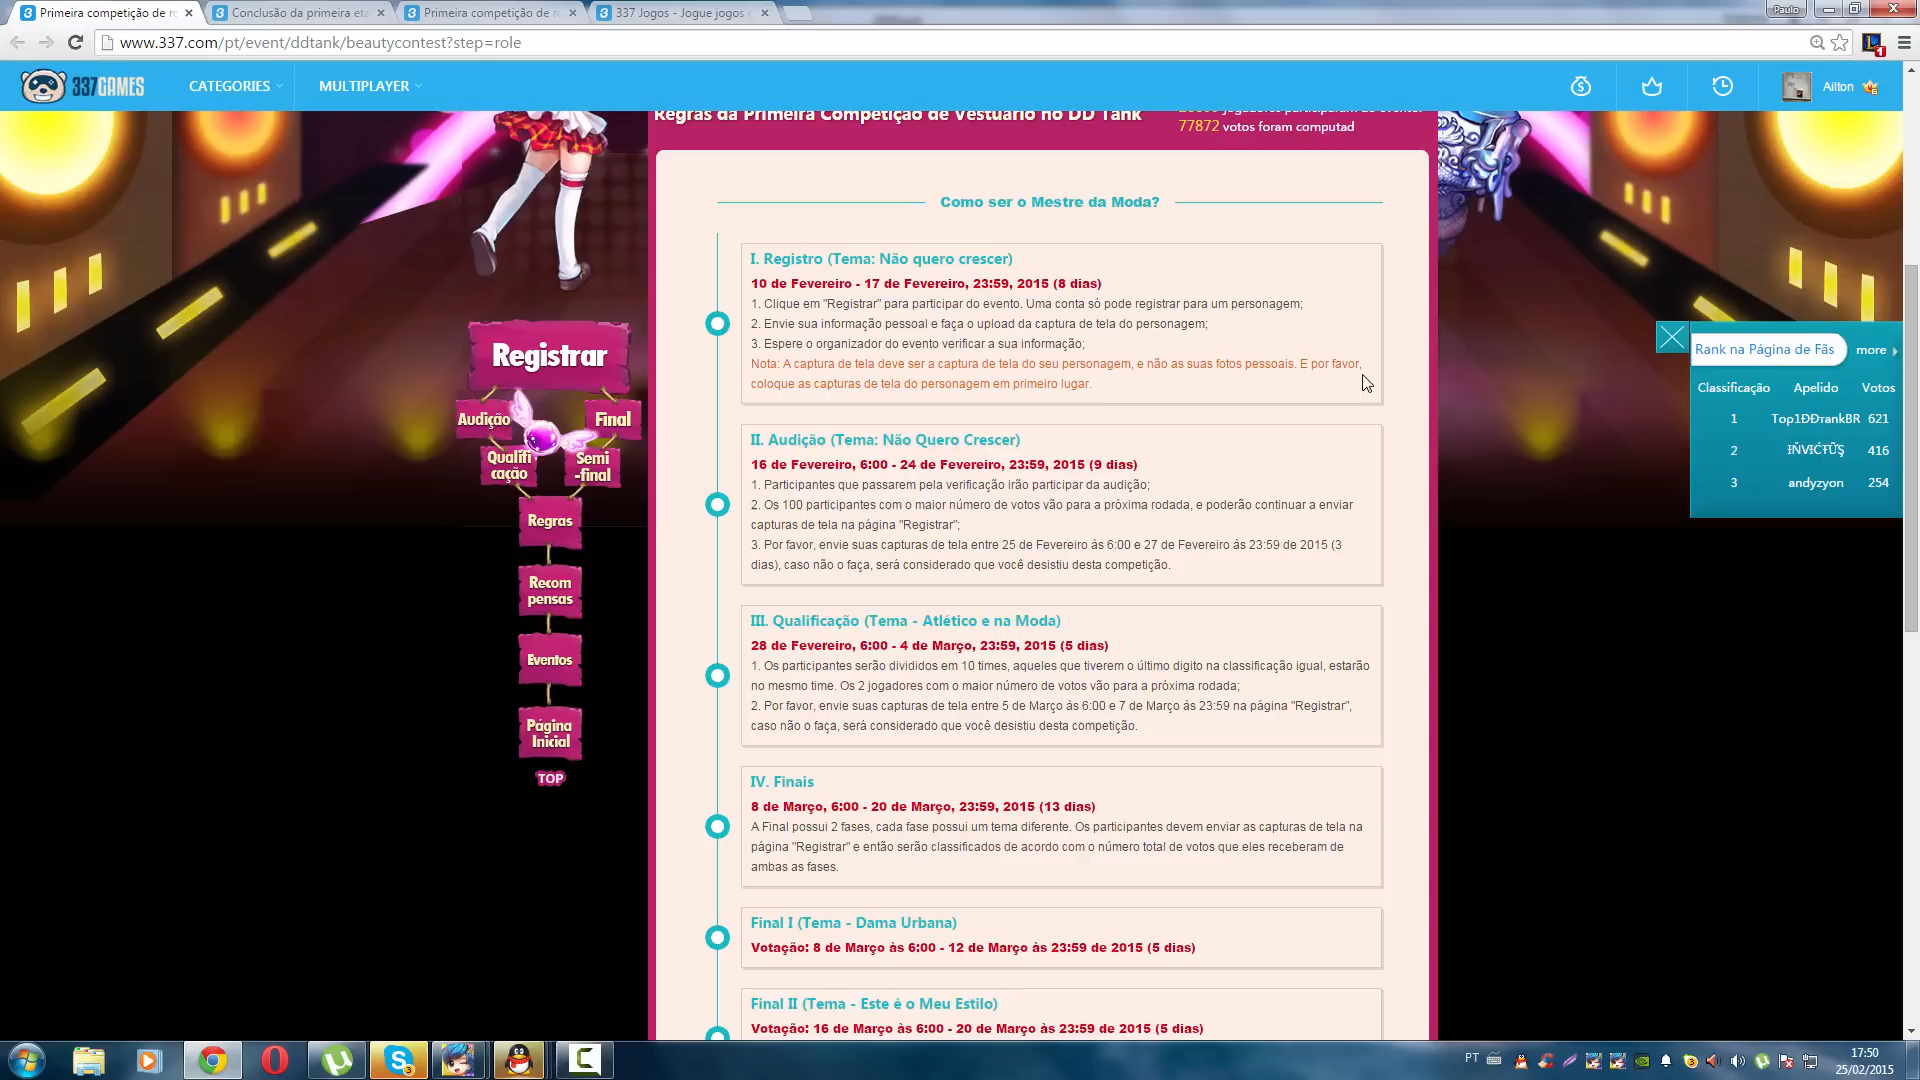 Primeira competição de ro
Conclusão da primeira eta
Primeira competição de ro
337 Jogos - Jogue jogos
Paulo
www.337.com/pt/event/ddtank/beautycontest?step=role
337GAMES
CATEGORIES
MULTIPLAYER
Ailton
Regras da Primeira Competição de Vestuário no DD Tank
77872 votos foram computad
Como ser o Mestre da Moda?
I. Registro (Tema: Não quero crescer)
10 de Fevereiro - 17 de Fevereiro, 23:59, 2015 (8 dias)
1. Clique em "Registrar" para participar do evento. Uma conta só pode registrar para um personagem;
2. Envie sua informação pessoal e faça o upload da captura de tela do personagem;
3. Espere o organizador do evento verificar a sua informação;
Nota: A captura de tela deve ser a captura de tela do seu personagem, e não as suas fotos pessoais. E por favor,
coloque as capturas de tela do personagem em primeiro lugar.
II. Audição (Tema: Não Quero Crescer)
16 de Fevereiro, 6:00 - 24 de Fevereiro, 23:59, 2015 (9 dias)
1. Participantes que passarem pela verificação irão participar da audição;
2. Os 100 participantes com o maior número de votos vão para a próxima rodada, e poderão continuar a enviar
capturas de tela na página "Registrar";
3. Por favor, envie suas capturas de tela entre 25 de Fevereiro às 6:00 e 27 de Fevereiro às 23:59 de 2015 (3
dias), caso não o faça, será considerado que você desistiu desta competição.
III. Qualificação (Tema - Atlético e na Moda)
28 de Fevereiro, 6:00 - 4 de Março, 23:59, 2015 (5 dias)
1. Os participantes serão divididos em 10 times, aqueles que tiverem o último digito na classificação igual, estarão
no mesmo time. Os 2 jogadores com o maior número de votos vão para a próxima rodada;
2. Por favor, envie suas capturas de tela entre 5 de Março às 6:00 e 7 de Março às 23:59 na página "Registrar",
caso não o faça, será considerado que você desistiu desta competição.
IV. Finais
8 de Março, 6:00 - 20 de Março, 23:59, 2015 (13 dias)
A Final possui 2 fases, cada fase possui um tema diferente. Os participantes devem enviar as capturas de tela na
página "Registrar" e então serão classificados de acordo com o número total de votos que eles receberam de
ambas as fases.
Final I (Tema - Dama Urbana)
Votação: 8 de Março às 6:00 - 12 de Março às 23:59 de 2015 (5 dias)
Final II (Tema - Este é o Meu Estilo)
Votação: 16 de Março às 6:00 - 20 de Março às 23:59 de 2015 (5 dias)
Registrar
Audição
Final
Qualifi
cação
Semi
-final
Regras
Recom
pensas
Eventos
Página
Inicial
TOP
Rank na Página de Fãs
more
Classificação Apelido Votos
1 Top1ĐĐтankBR 621
2 ƗŇVƗĆŦŰŞ 416
3 andyzyon 254
PT
17:50
25/02/2015